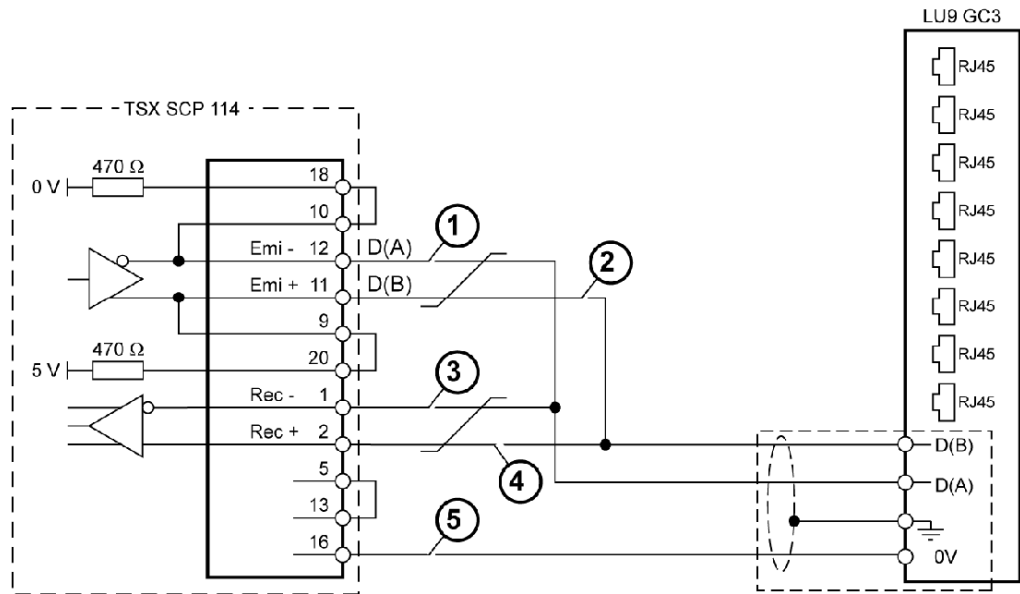 LU9 GC3
RJ45
RJ45
RJ45
RJ45
RJ45
RJ45
RJ45
RJ45
D(B)
D(A)
0V
TSX SCP 114
0 V
470 Ω
18
10
Emi - 12 D(A)
1
Emi + 11 D(B)
2
9
5 V
470 Ω
20
Rec - 1
3
Rec + 2
4
5
13
16
5